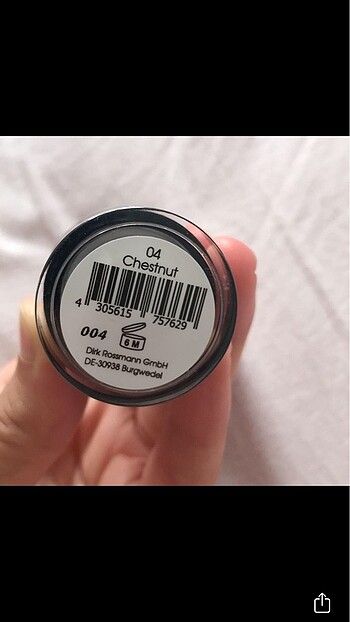 04
Chestnut
4 305615 757629
004
6 M
Dirk Rossmann GmbH
DE-30938 Burgwedel